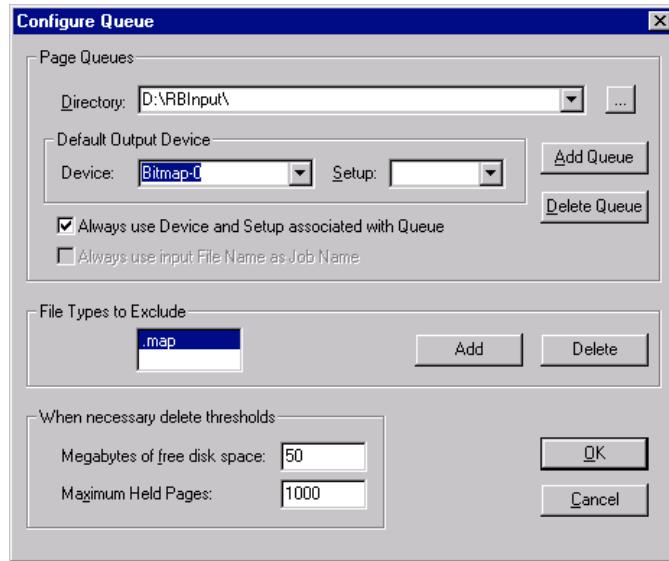 Configure Queue
Page Queues
Directory: D:\RBInput\ ...
Default Output Device
Device: Bitmap-0 Setup:
Add Queue
Delete Queue
Always use Device and Setup associated with Queue
Always use input File Name as Job Name
File Types to Exclude
.map
Add Delete
When necessary delete thresholds
Megabytes of free disk space: 50
Maximum Held Pages: 1000
OK
Cancel